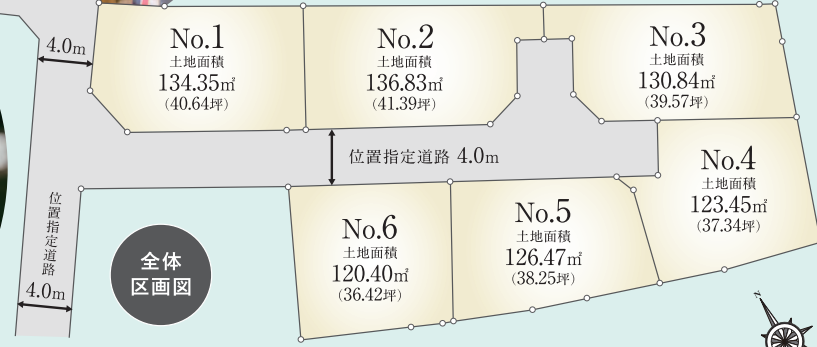 4.0m
No.1
土地面積
134.35㎡
(40.64坪)
No.2
土地面積
136.83㎡
(41.39坪)
No.3
土地面積
130.84㎡
(39.57坪)
位置指定道路 4.0m
No.4
土地面積
123.45㎡
(37.34坪)
No.5
土地面積
126.47㎡
(38.25坪)
No.6
土地面積
120.40㎡
(36.42坪)
位置指定道路
4.0m
全体
区画図
N